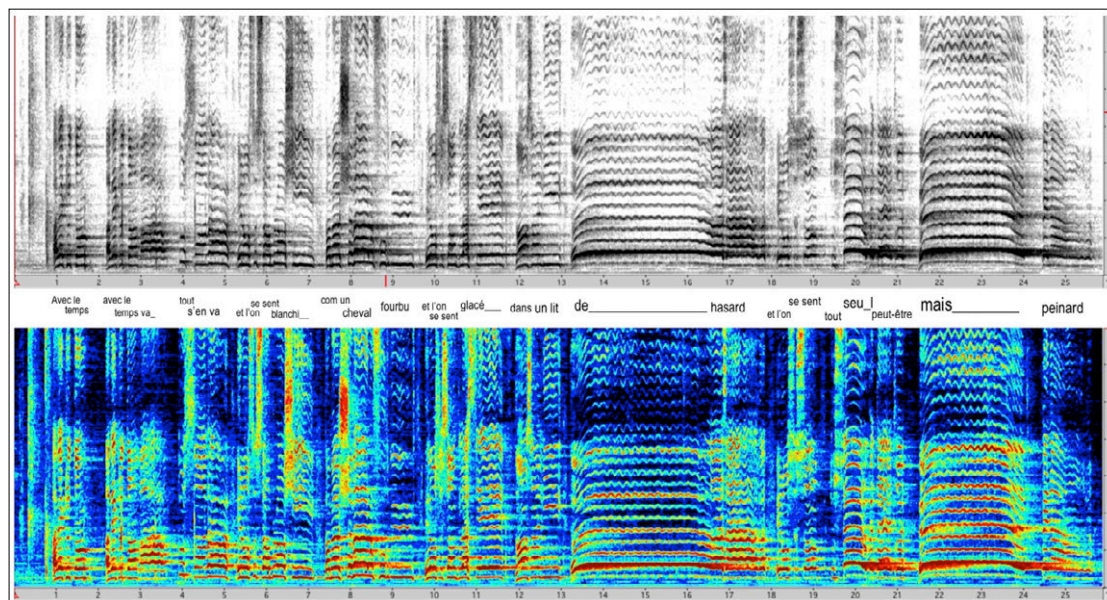 1 2 3 4 5 6 7 8 9 10 11 12 13 14 15 16 17 18 19 20 21 22 23 24 25
Avec le
temps
avec le
temps va_
tout
s'en va
et l'on
se sent
blanchi__
com un
cheval
fourbu
et l'on
se sent
glacé___
dans un lit
de____________________
hasard
et l'on
se sent
tout
seu_l
peut-être
mais___________
peinard
1 2 3 4 5 6 7 8 9 10 11 12 13 14 15 16 17 18 19 20 21 22 23 24 25